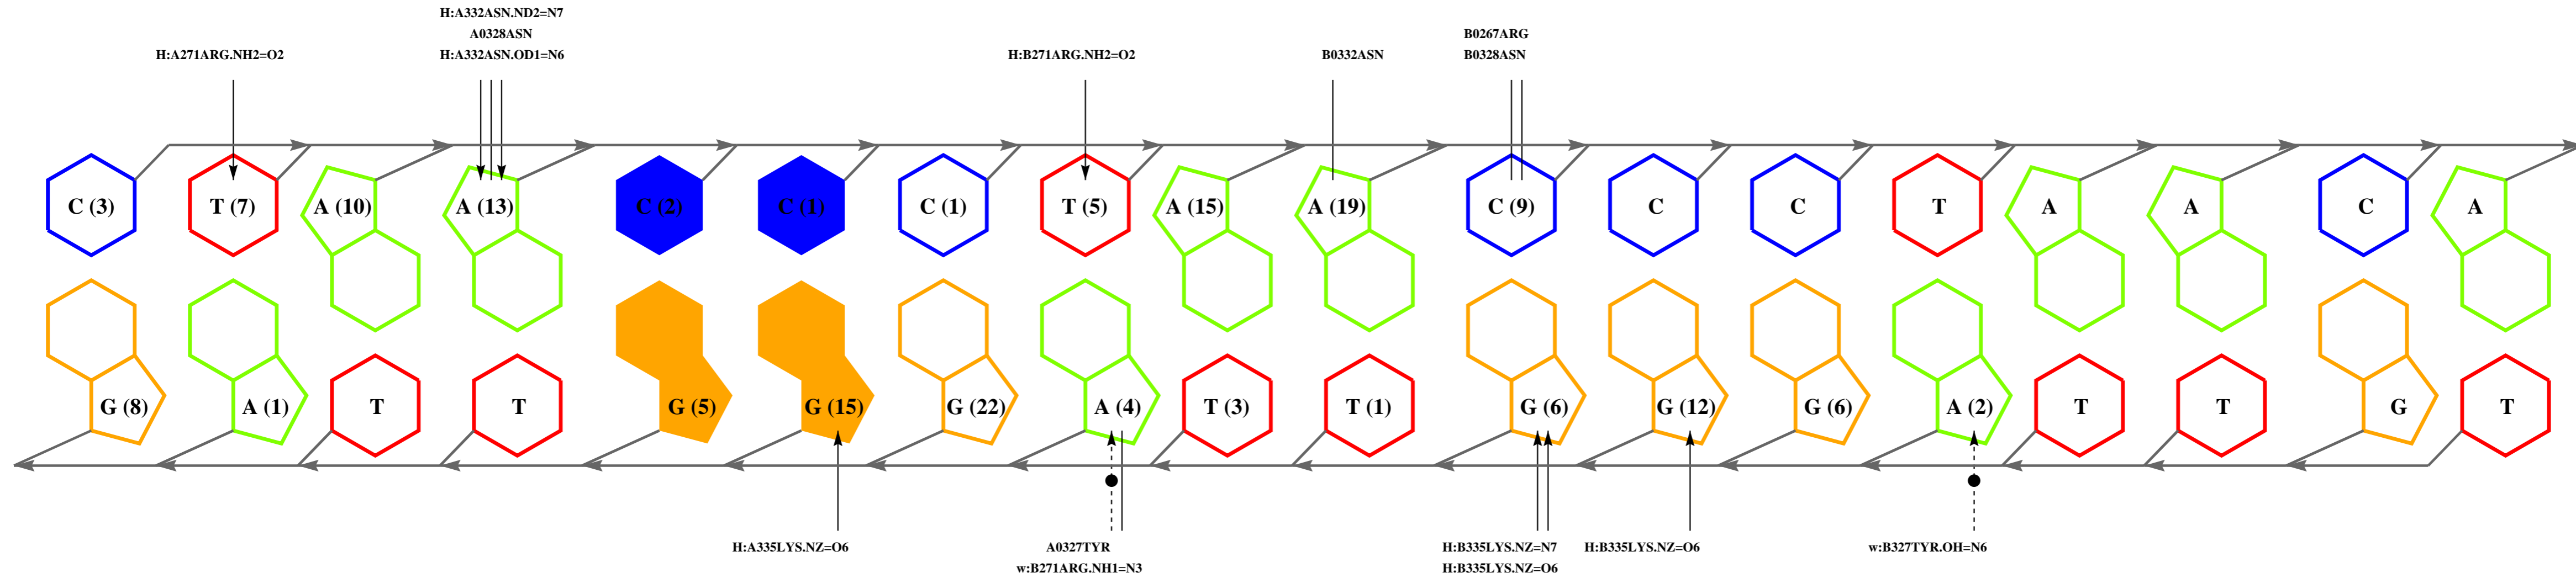 H:A332ASN.ND2=N7
A0328ASN
H:A332ASN.OD1=N6
H:A271ARG.NH2=O2
H:B271ARG.NH2=O2
B0332ASN
B0267ARG
B0328ASN
C (3) T (7) A (10) A (13) C (2) C (1) C (1) T (5) A (15) A (19) C (9) C C T A A C A
G (8) A (1) T T G (5) G (15) G (22) A (4) T (3) T (1) G (6) G (12) G (6) A (2) T T G T
H:A335LYS.NZ=O6
A0327TYR
w:B271ARG.NH1=N3
H:B335LYS.NZ=N7
H:B335LYS.NZ=O6
H:B335LYS.NZ=O6
w:B327TYR.OH=N6